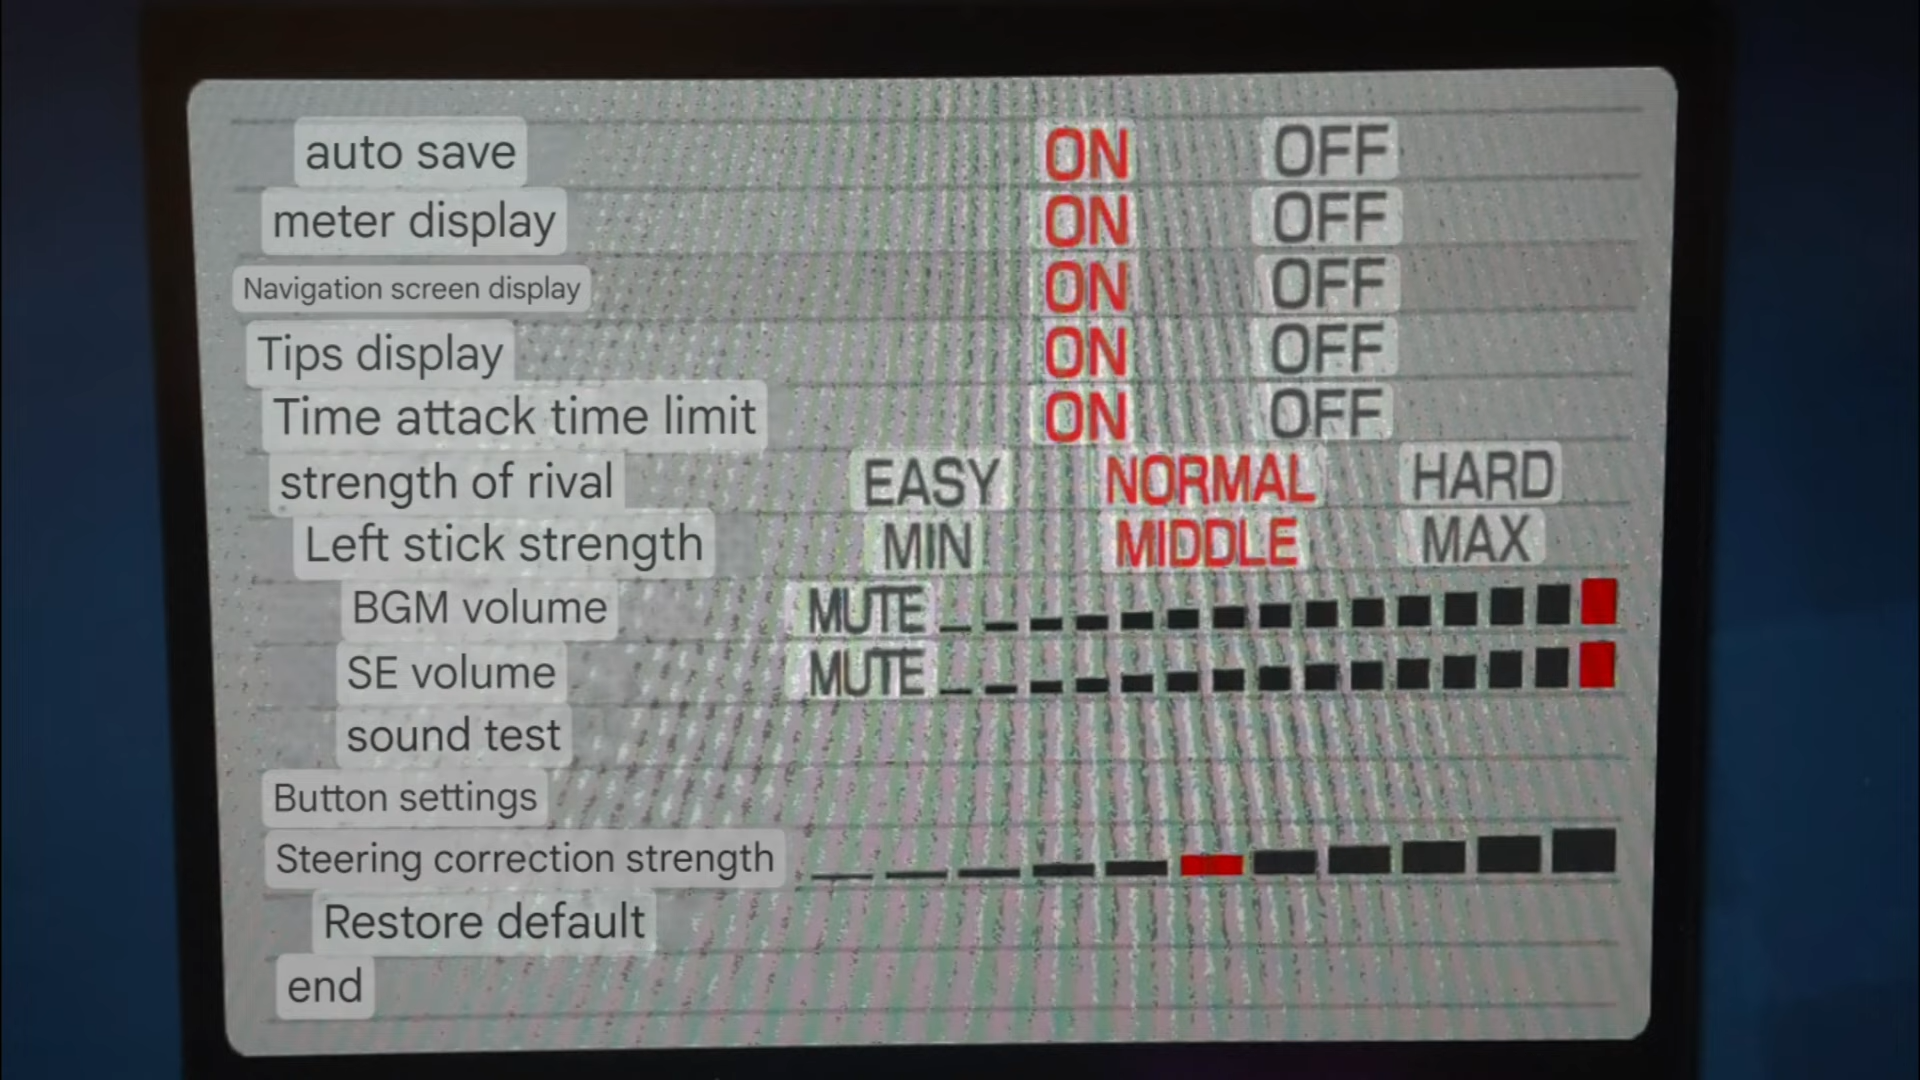 auto save ON OFF
meter display ON OFF
Navigation screen display ON OFF
Tips display ON OFF
Time attack time limit ON OFF
strength of rival EASY NORMAL HARD
Left stick strength MIN MIDDLE MAX
BGM volume MUTE
SE volume MUTE
sound test
Button settings
Steering correction strength
Restore default
end